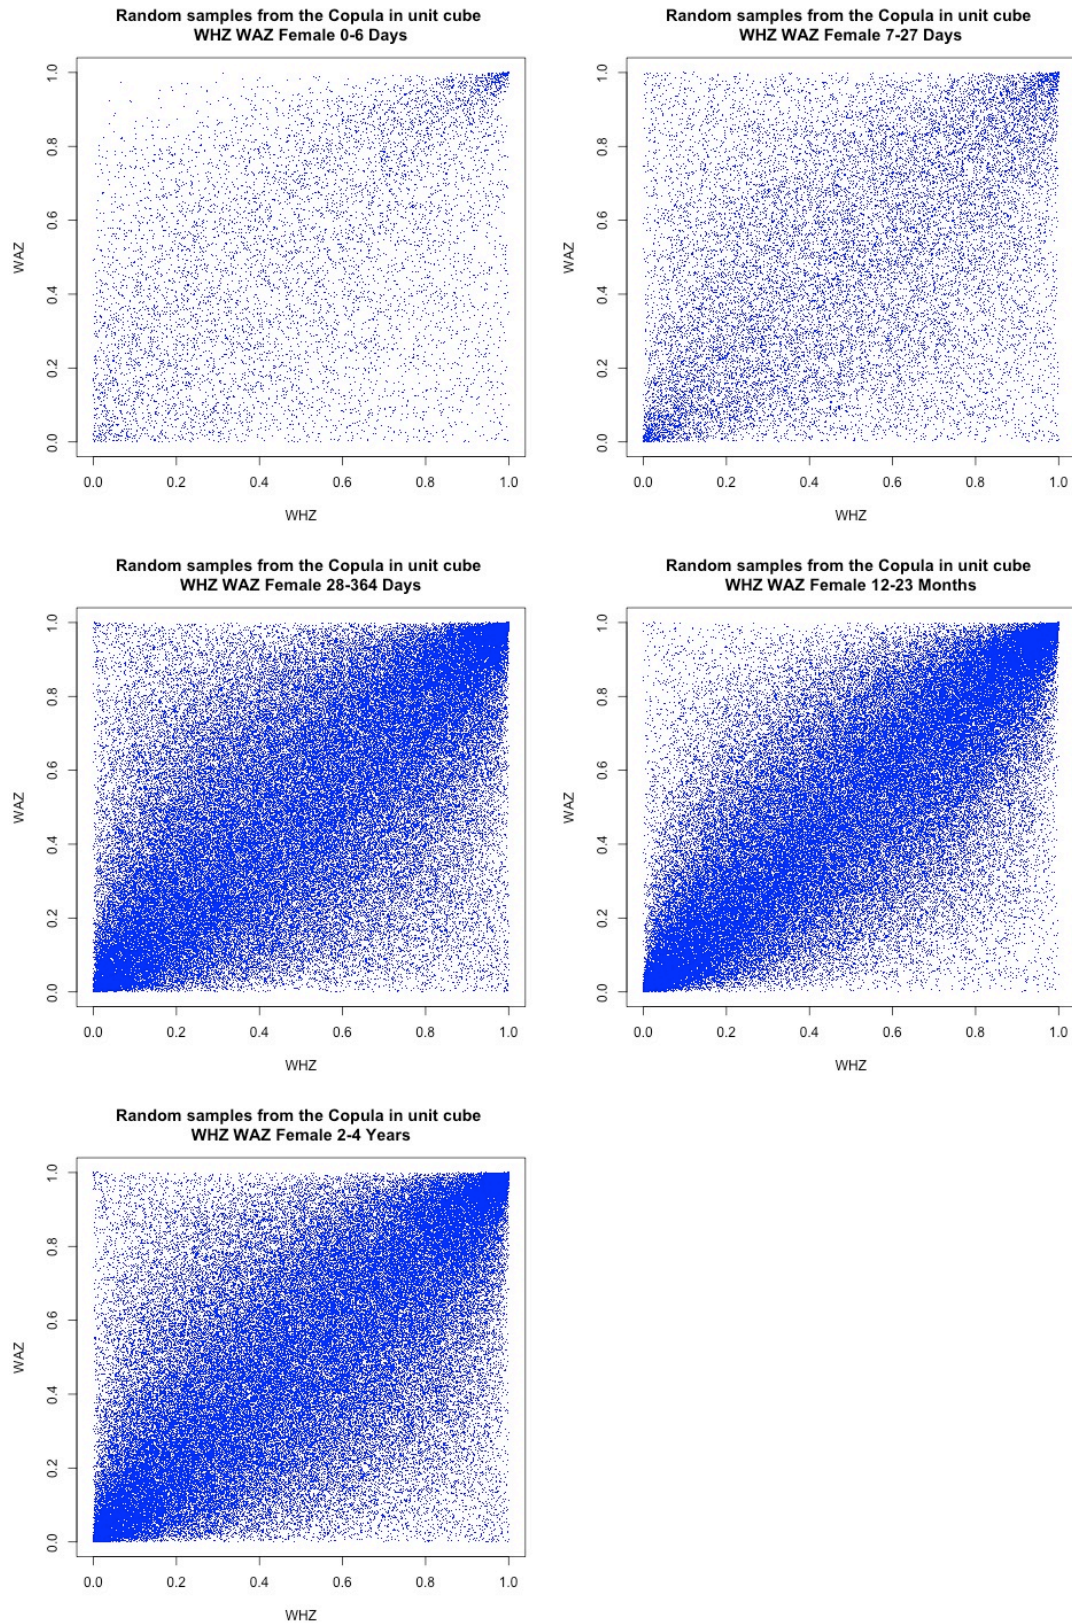 Random samples from the Copula in unit cube
WHZ WAZ Female 0-6 Days
1.0
0.8
0.6
WAZ
0.4
0.2
0.0
0.0 0.2 0.4 0.6 0.8 1.0
WHZ
Random samples from the Copula in unit cube
WHZ WAZ Female 7-27 Days
1.0
0.8
0.6
WAZ
0.4
0.2
0.0
0.0 0.2 0.4 0.6 0.8 1.0
WHZ
Random samples from the Copula in unit cube
WHZ WAZ Female 28-364 Days
1.0
0.8
0.6
WAZ
0.4
0.2
0.0
0.0 0.2 0.4 0.6 0.8 1.0
WHZ
Random samples from the Copula in unit cube
WHZ WAZ Female 12-23 Months
1.0
0.8
0.6
WAZ
0.4
0.2
0.0
0.0 0.2 0.4 0.6 0.8 1.0
WHZ
Random samples from the Copula in unit cube
WHZ WAZ Female 2-4 Years
1.0
0.8
0.6
WAZ
0.4
0.2
0.0
0.0 0.2 0.4 0.6 0.8 1.0
WHZ